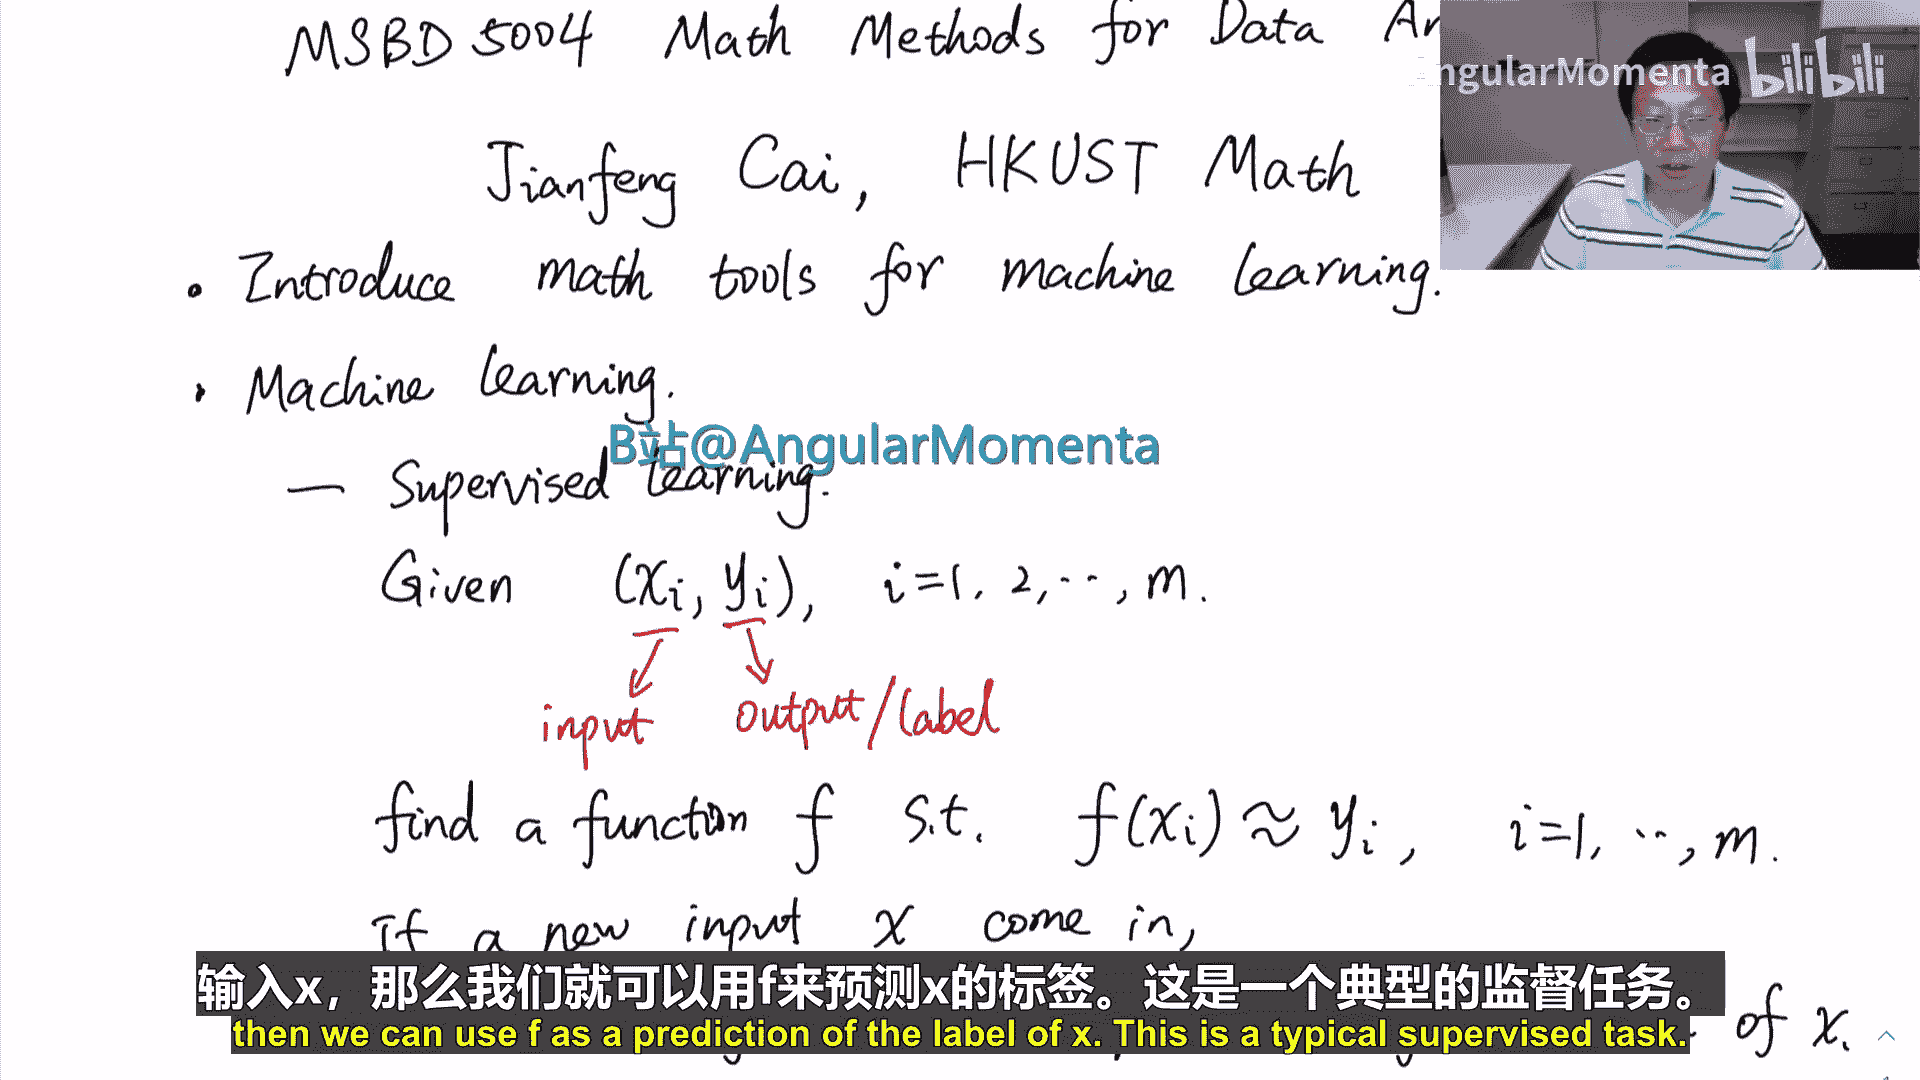 MSBD 5004 Math Methods for Data An
AngularMomenta bilibili
Jianfeng Cai, HKUST Math
• Introduce math tools for machine learning.
• Machine learning.
B站@AngularMomenta
— Supervised learning.
Given (xi, yi), i=1, 2, ..., m.
input output/label
find a function f s.t. f(xi) ≈ yi, i=1, ..., m.
If a new input x come in,
输入x，那么我们就可以用f来预测x的标签。这是一个典型的监督任务。
then we can use f as a prediction of the label of x. This is a typical supervised task.
of x.